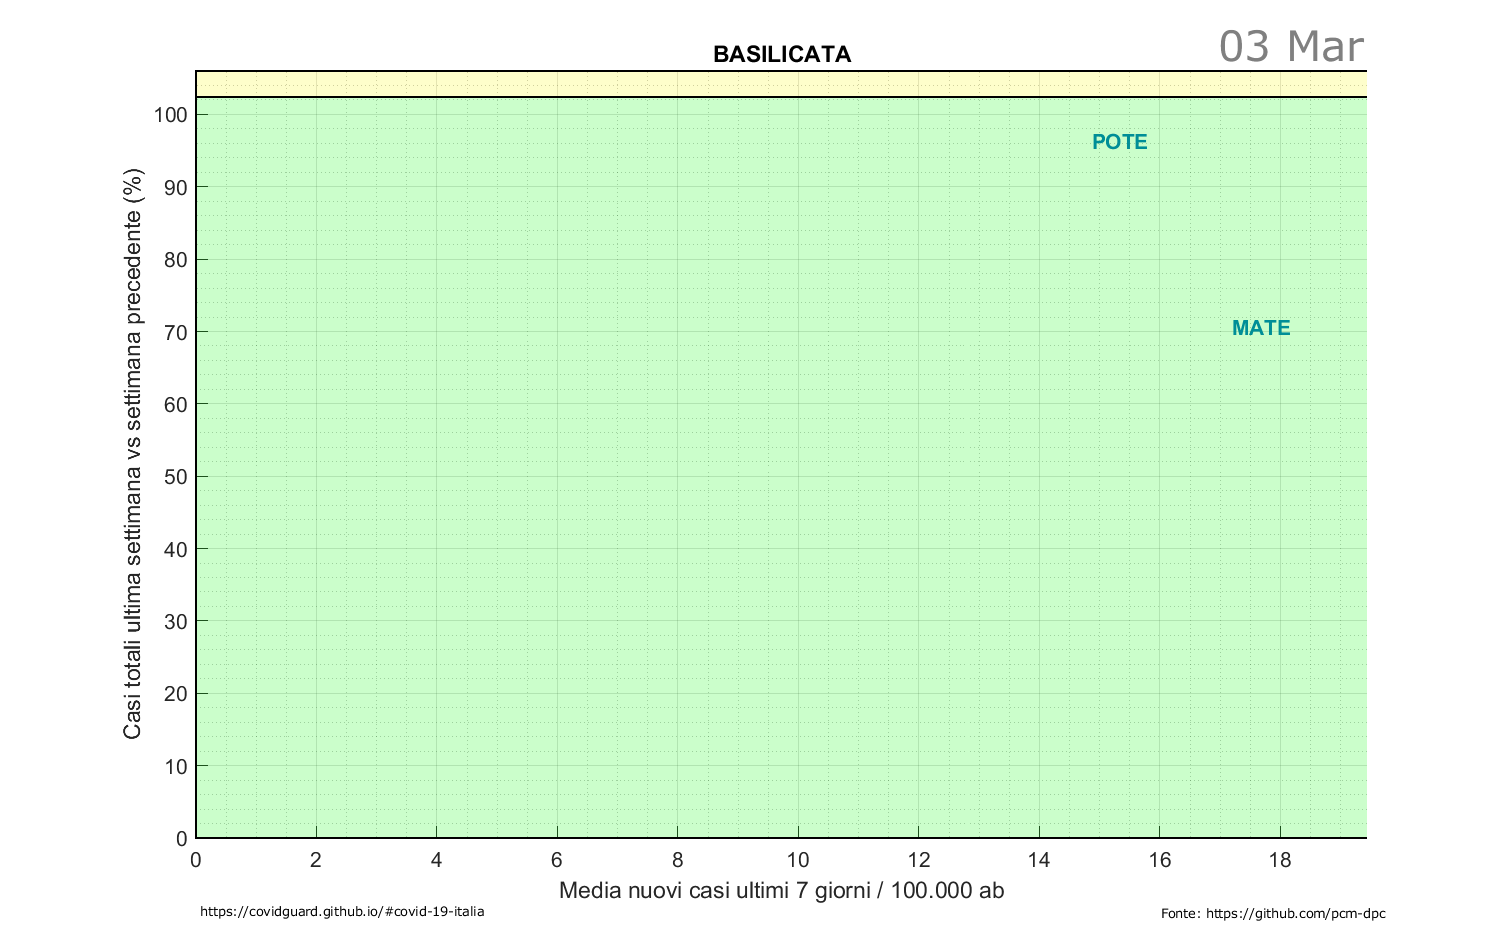 BASILICATA
03 Mar
Casi totali ultima settimana vs settimana precedente (%)
100
90
80
70
60
50
40
30
20
10
0
POTE
MATE
0 2 4 6 8 10 12 14 16 18
Media nuovi casi ultimi 7 giorni / 100.000 ab
https://covidguard.github.io/#covid-19-italia
Fonte: https://github.com/pcm-dpc